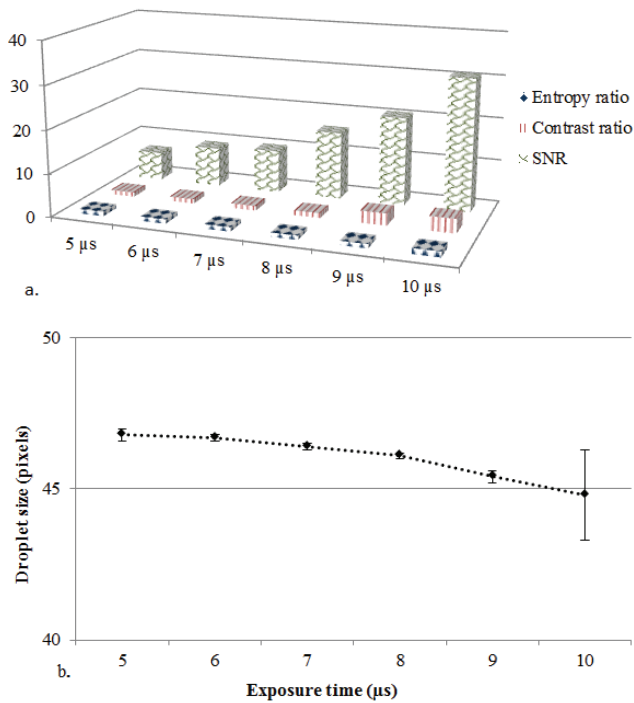 40
30
20
10
0
5 µs
6 µs
7 µs
8 µs
9 µs
10 µs
Entropy ratio
Contrast ratio
SNR
a.
50
45
40
Droplet size (pixels)
5 6 7 8 9 10
b.
Exposure time (µs)